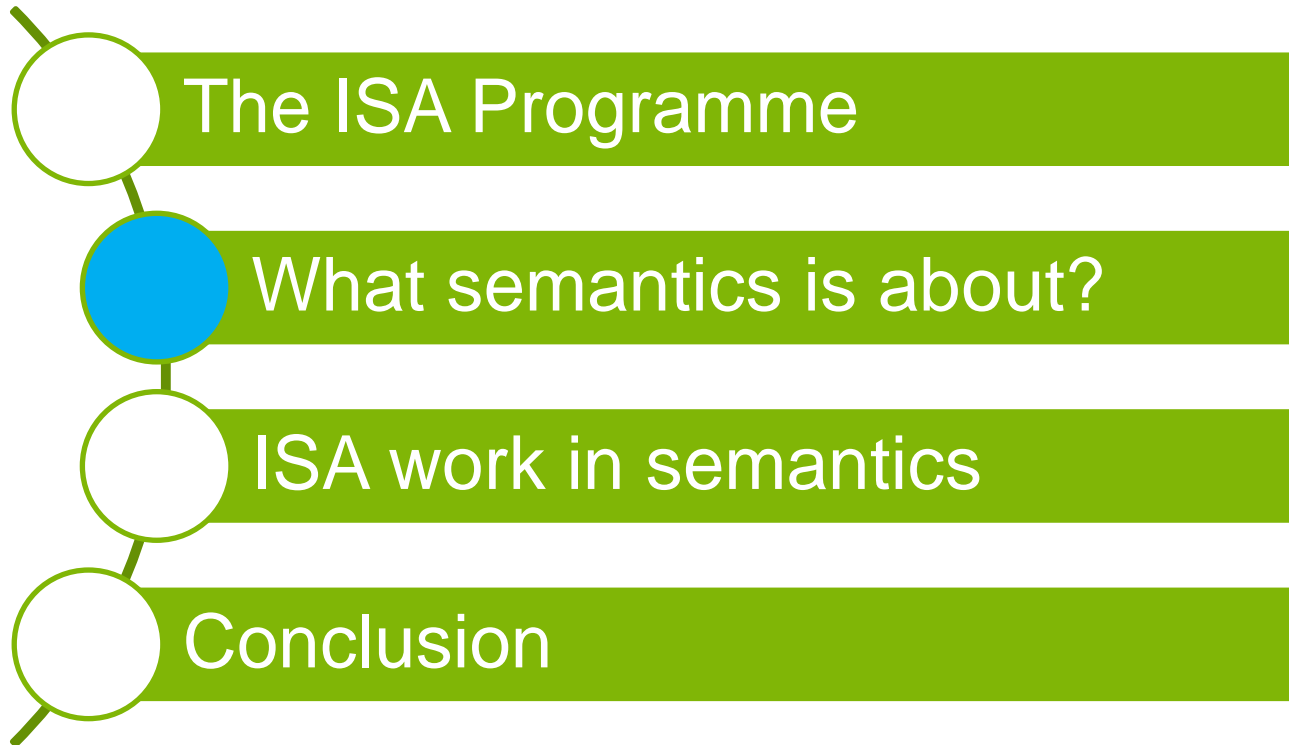 The ISA Programme
What semantics is about?
ISA work in semantics
Conclusion